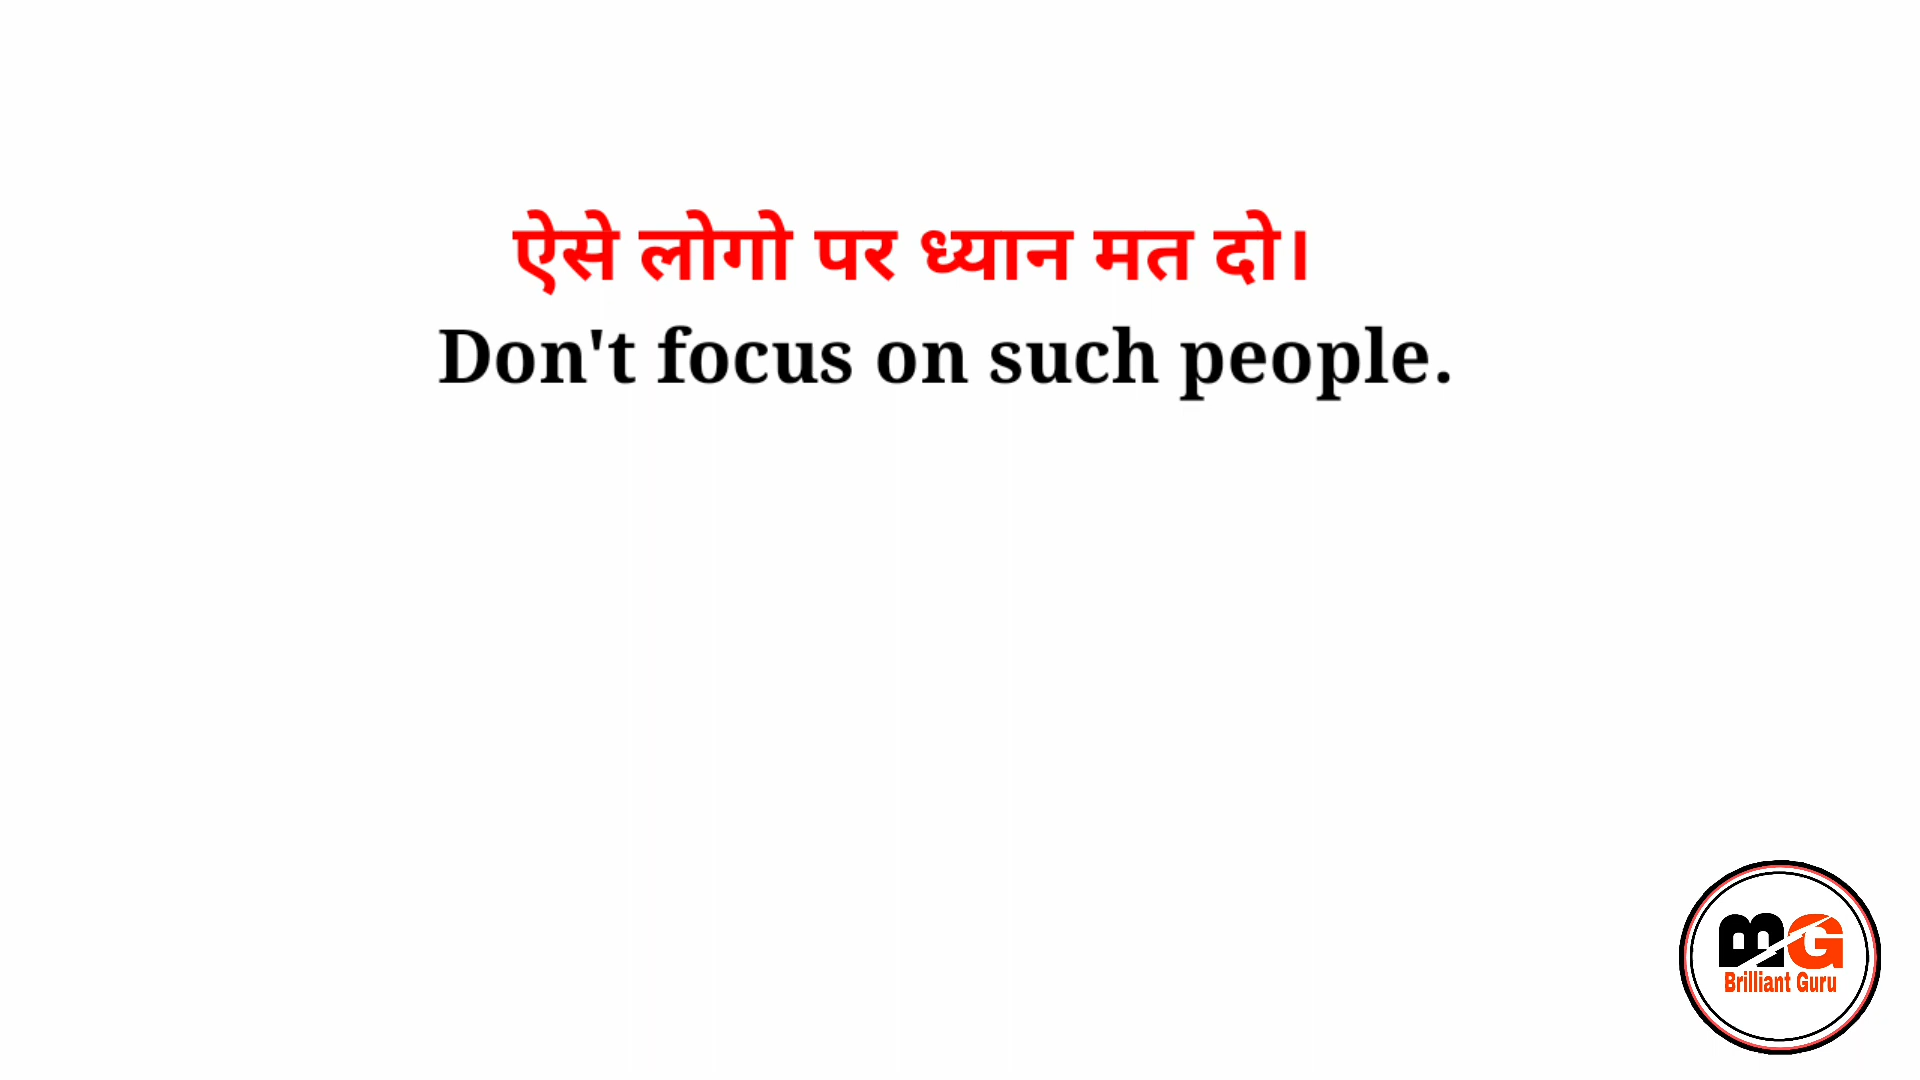 ऐसे लोगो पर ध्यान मत दो।
Don't focus on such people.
BG
Brilliant Guru